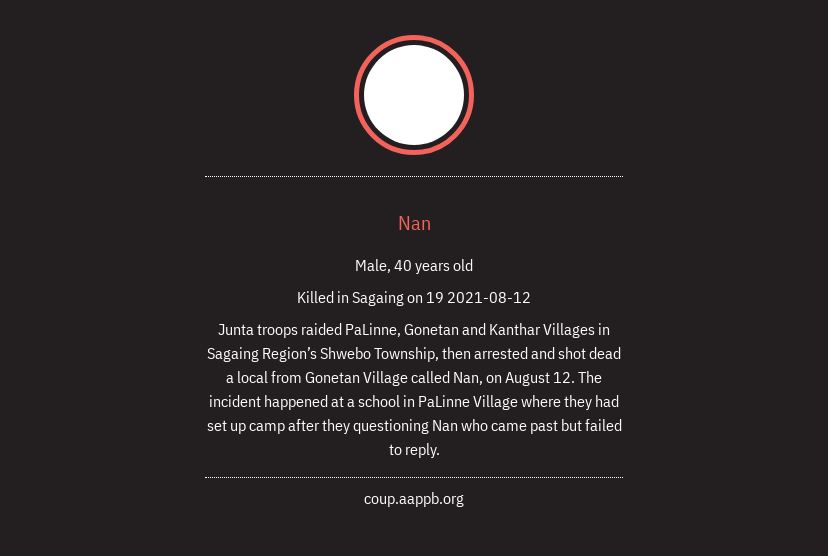 Nan
Male, 40 years old
Killed in Sagaing on 19 2021-08-12
Junta troops raided PaLinne, Gonetan and Kanthar Villages in
Sagaing Region’s Shwebo Township, then arrested and shot dead
a local from Gonetan Village called Nan, on August 12. The
incident happened at a school in PaLinne Village where they had
set up camp after they questioning Nan who came past but failed
to reply.
coup.aappb.org